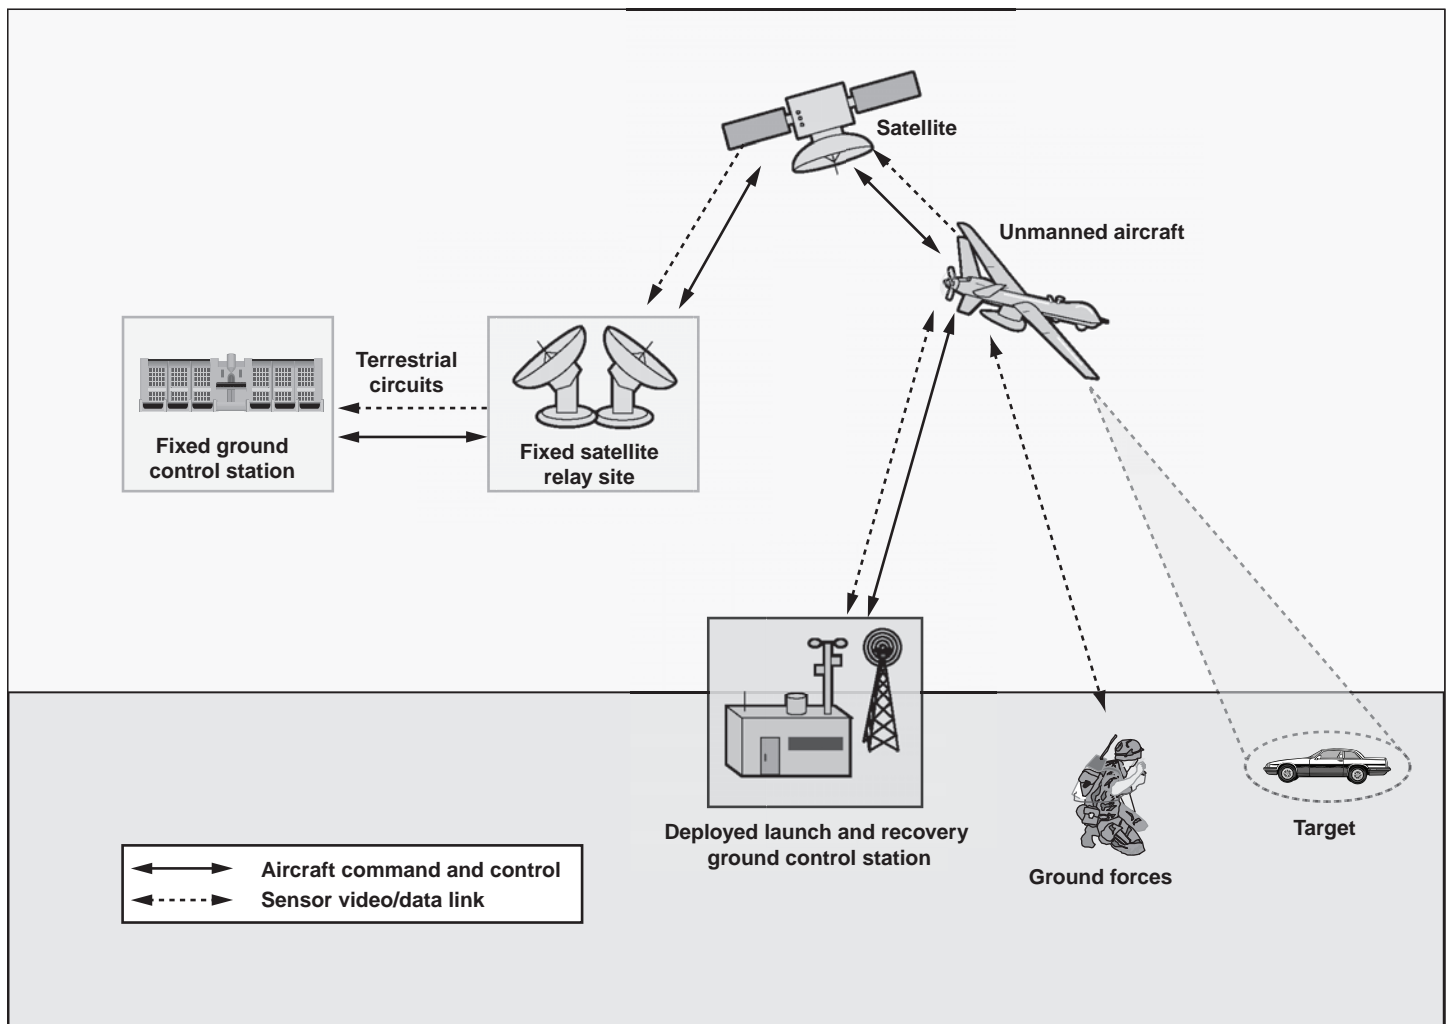 Satellite
Unmanned aircraft
Terrestrial
circuits
Fixed ground
control station
Fixed satellite
relay site
Deployed launch and recovery
ground control station
Ground forces
Target
Aircraft command and control
Sensor video/data link